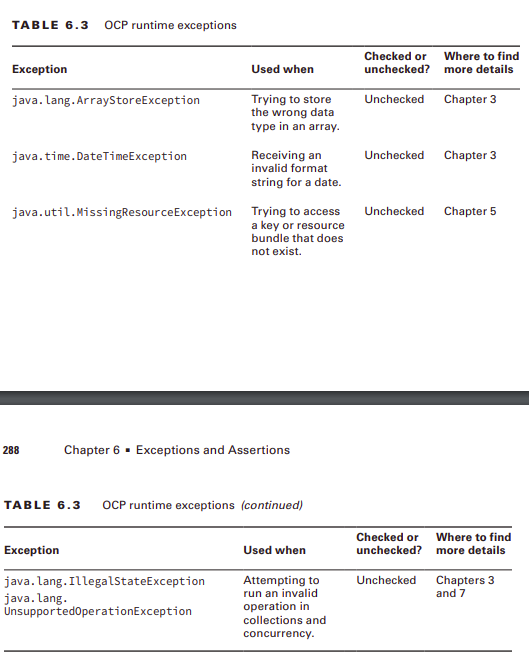 TABLE 6.3 OCP runtime exceptions
Exception Used when Checked or unchecked? Where to find more details
java.lang.ArrayStoreException Trying to store the wrong data type in an array. Unchecked Chapter 3
java.time.DateTimeException Receiving an invalid format string for a date. Unchecked Chapter 3
java.util.MissingResourceException Trying to access a key or resource bundle that does not exist. Unchecked Chapter 5
288 Chapter 6 ▪ Exceptions and Assertions
TABLE 6.3 OCP runtime exceptions (continued)
Exception Used when Checked or unchecked? Where to find more details
java.lang.IllegalStateException
java.lang.
UnsupportedOperationException
Attempting to run an invalid operation in collections and concurrency. Unchecked Chapters 3 and 7